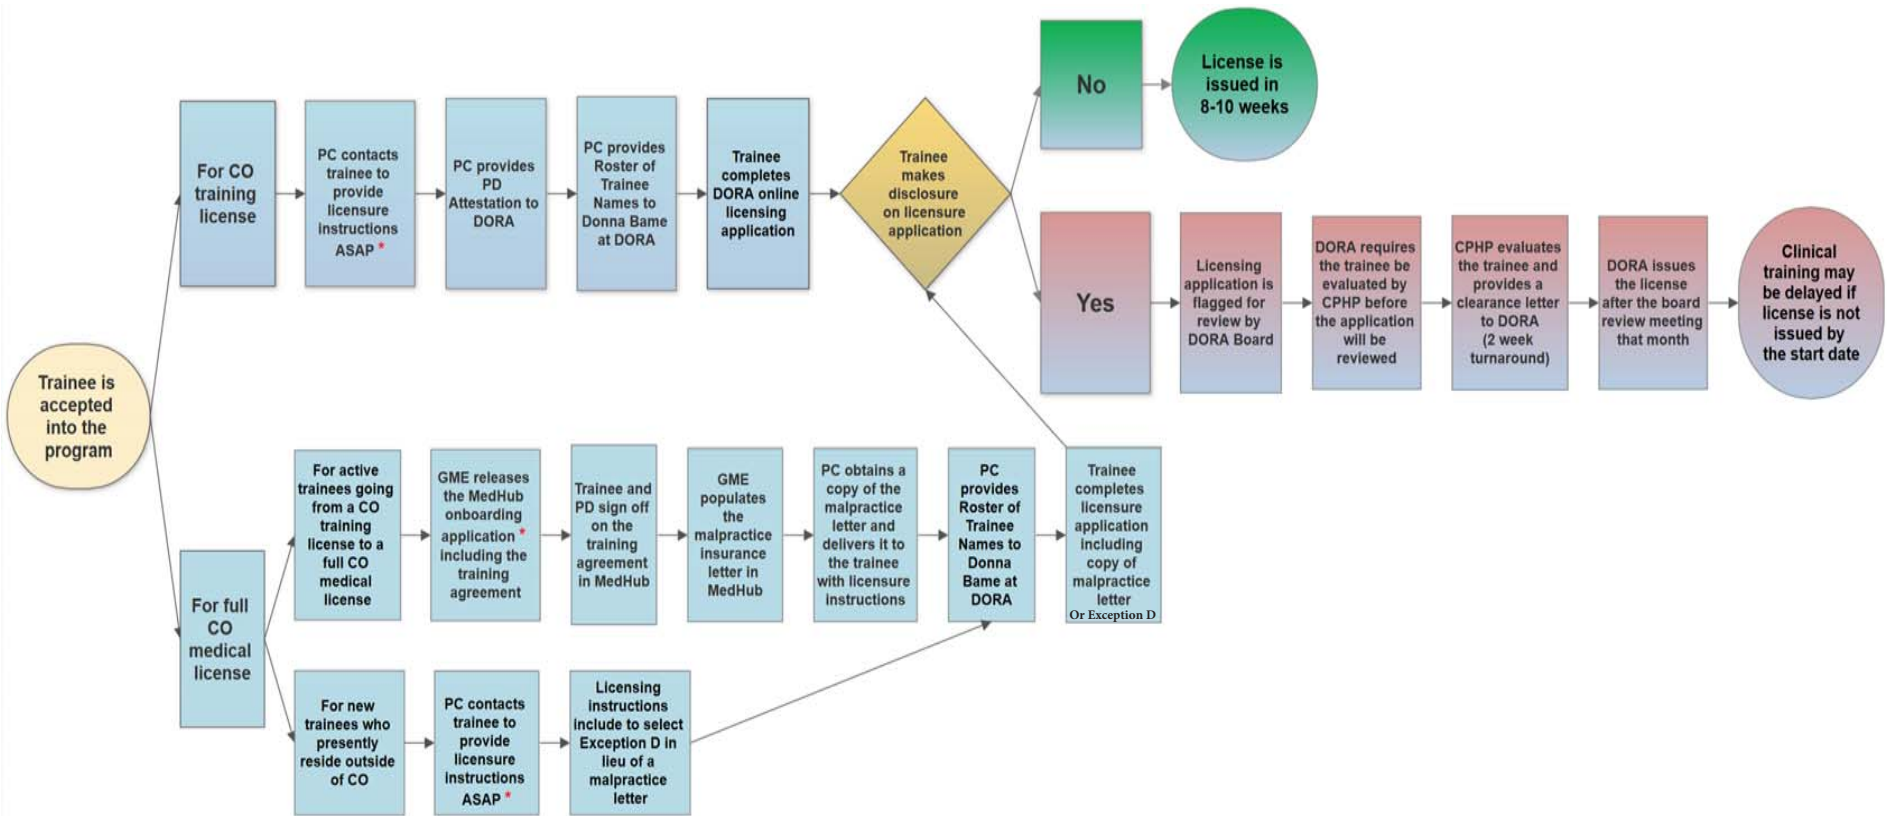 Trainee is
accepted
into the
program
For CO
training
license
PC contacts
trainee to
provide
licensure
instructions
ASAP *
PC provides
PD
Attestation to
DORA
PC provides
Roster of
Trainee
Names to
Donna Bame
at DORA
Trainee
completes
DORA online
licensing
application
Trainee
makes
disclosure
on licensure
application
No
License is
issued in
8-10 weeks
Yes
Licensing
application is
flagged for
review by
DORA Board
DORA requires
the trainee be
evaluated by
CPHP before
the application
will be
reviewed
CPHP evaluates
the trainee and
provides a
clearance letter
to DORA
(2 week
turnaround)
DORA issues
the license
after the board
review meeting
that month
Clinical
training may
be delayed if
license is not
issued by
the start date
For full
CO
medical
license
For active
trainees going
from a CO
training
license to a
full CO
medical
license
GME releases
the MedHub
onboarding
application *
including the
training
agreement
Trainee and
PD sign off
on the
training
agreement
in MedHub
GME
populates
the
malpractice
insurance
letter in
MedHub
PC obtains a
copy of the
malpractice
letter and
delivers it to
the trainee
with licensure
instructions
PC
provides
Roster of
Trainee
Names to
Donna
Bame at
DORA
Trainee
completes
licensure
application
including
copy of
malpractice
letter
Or Exception D
For new
trainees who
presently
reside outside
of CO
PC contacts
trainee to
provide
licensure
instructions
ASAP *
Licensing
instructions
include to select
Exception D in
lieu of a
malpractice
letter